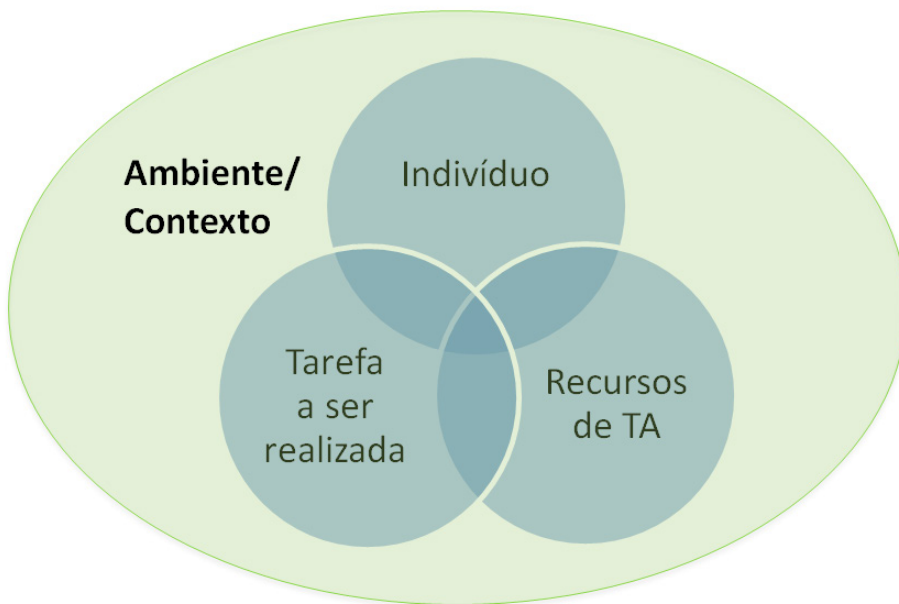 Ambiente/
Contexto
Indivíduo
Tarefa
a ser
realizada
Recursos
de TA